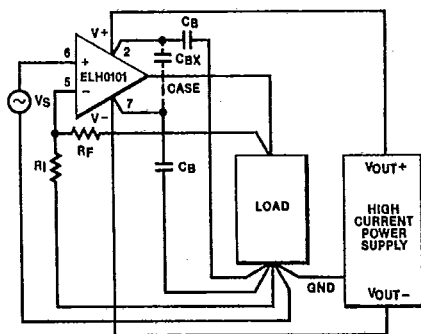 V+
CB
6
2
+
ELH0101
CBX
5
−
7
CASE
VS
V−
RF
CB
RI
LOAD
VOUT+
HIGH
CURRENT
POWER
SUPPLY
GND
VOUT−